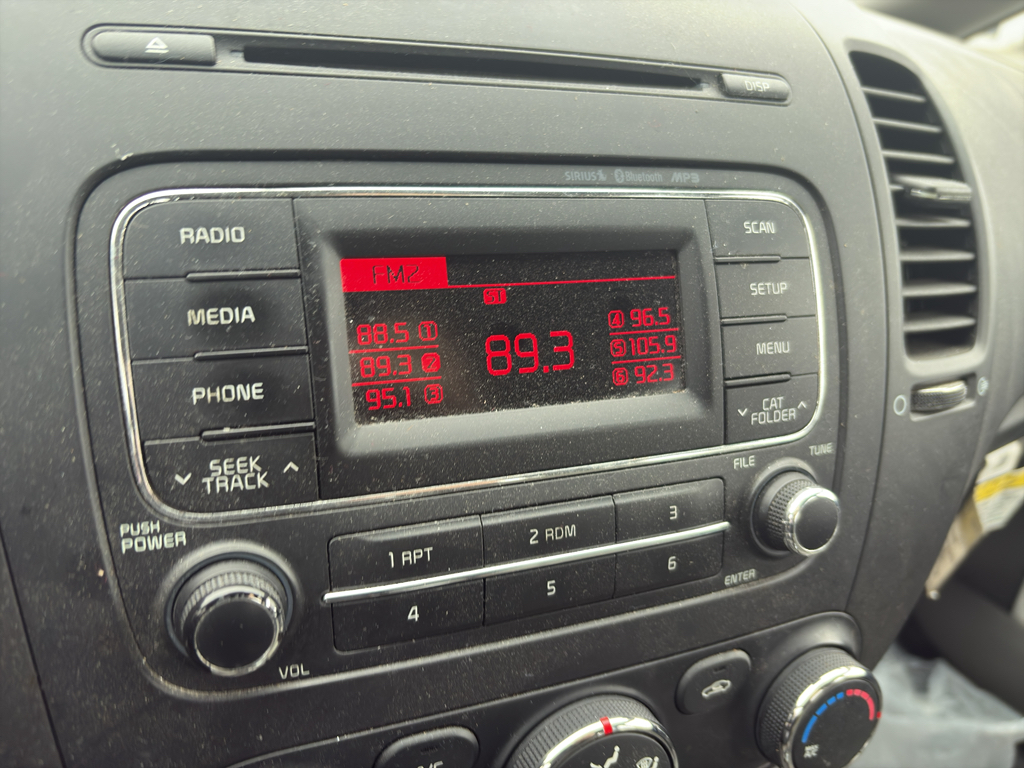 DISP
SIRIUS Bluetooth MP3
RADIO
SCAN
FM2
ST
MEDIA
SETUP
88.5 1
89.3 2
95.1 3
89.3
4 96.5
5 105.9
6 92.3
PHONE
MENU
SEEK
TRACK
CAT
FOLDER
FILE
TUNE
PUSH
POWER
1 RPT
2 RDM
3
4
5
6
ENTER
VOL